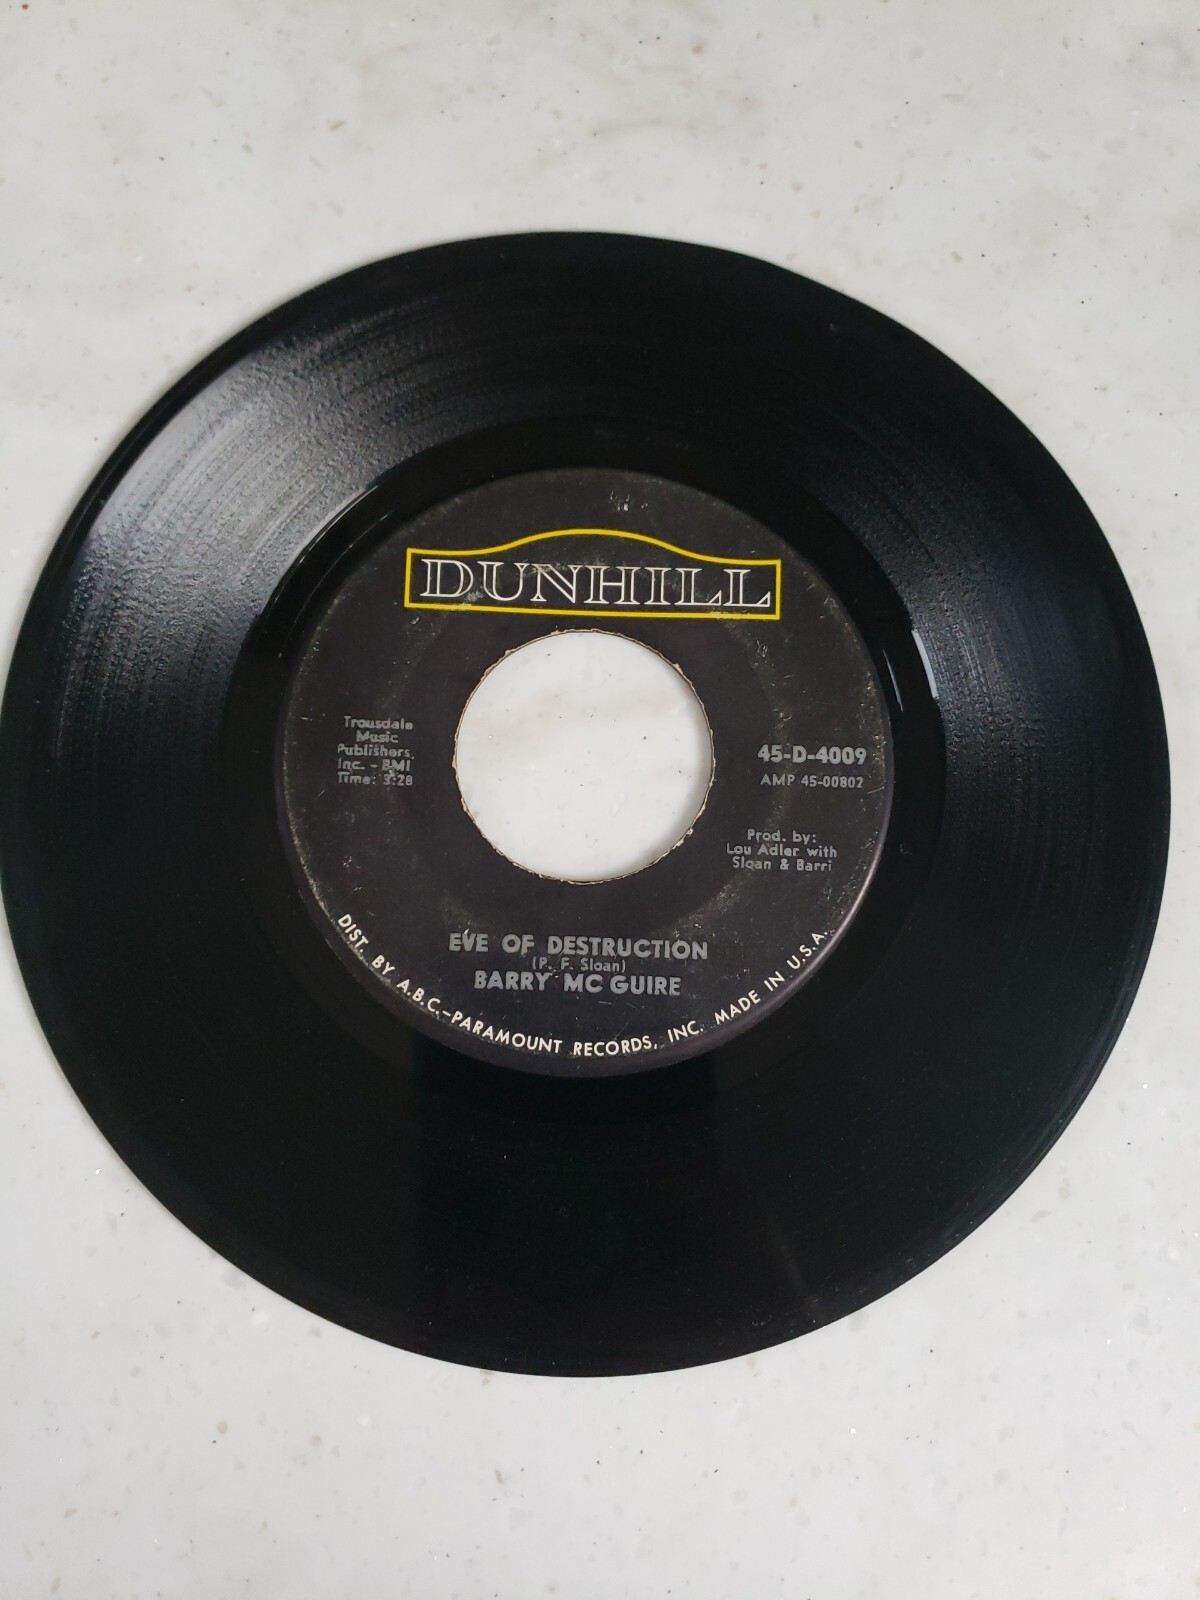 DUNHILL
Trousdale
Music
Publishers,
Inc. - BMI
Time: 3:28
45-D-4009
AMP 45-00802
Prod. by:
Lou Adler with
Sloan & Barri
EVE OF DESTRUCTION
(P. F. Sloan)
BARRY MC GUIRE
DIST. BY A.B.C.-PARAMOUNT RECORDS, INC. MADE IN U.S.A.